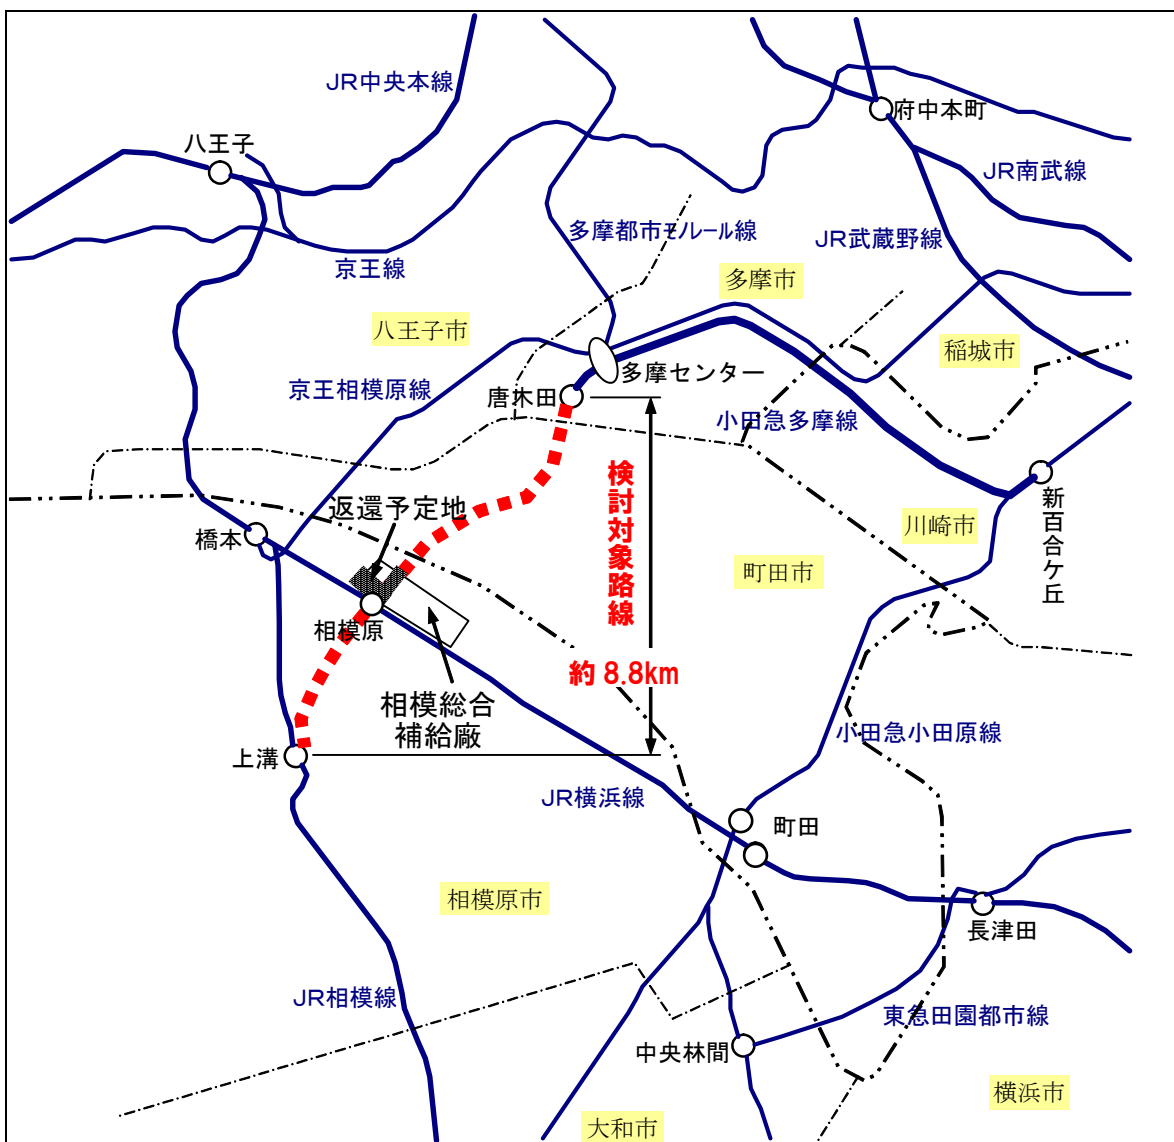 JR中央本線
府中本町
八王子
JR南武線
多摩都市モノレール線
JR武蔵野線
京王線
多摩市
八王子市
稲城市
多摩センター
京王相模原線
唐木田
小田急多摩線
検討対象路線
新百合ケ丘
返還予定地
川崎市
橋本
町田市
相模原
約8.8km
相模総合
補給廠
小田急小田原線
上溝
JR横浜線
町田
相模原市
長津田
JR相模線
東急田園都市線
中央林間
横浜市
大和市